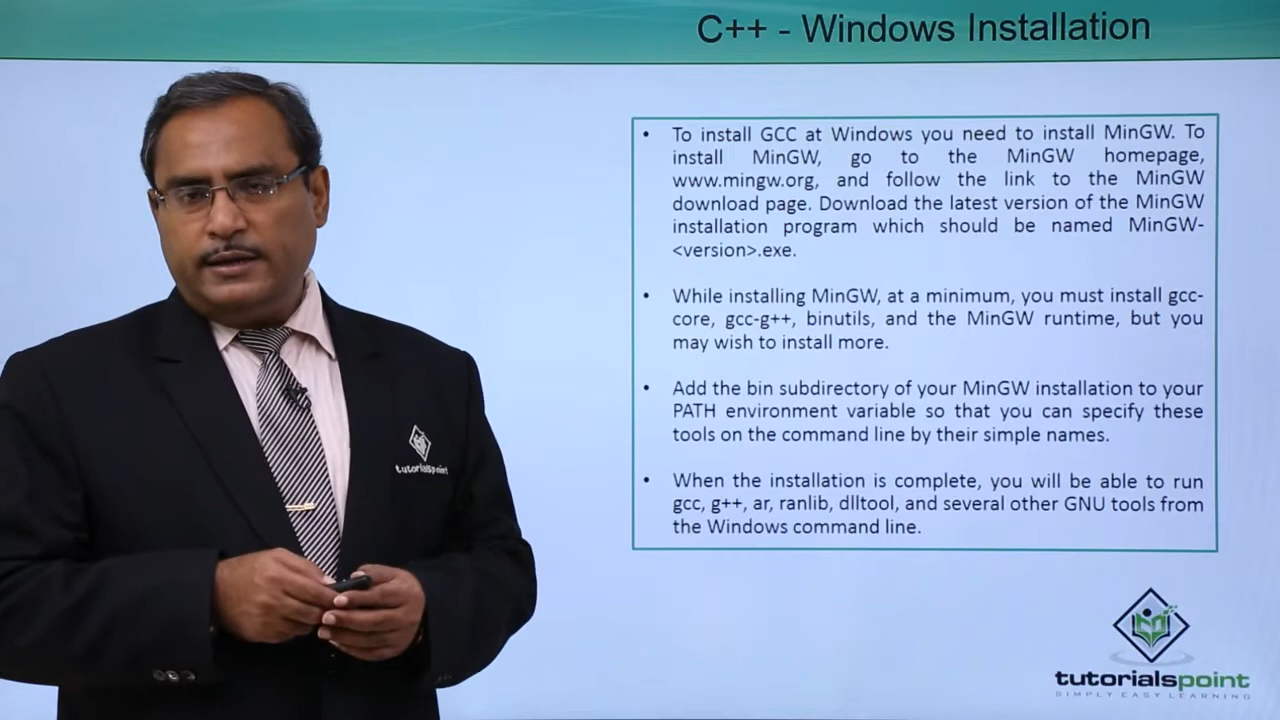 C++ - Windows Installation
• To install GCC at Windows you need to install MinGW. To
install MinGW, go to the MinGW homepage,
www.mingw.org, and follow the link to the MinGW
download page. Download the latest version of the MinGW
installation program which should be named MinGW-
<version>.exe.
• While installing MinGW, at a minimum, you must install gcc-
core, gcc-g++, binutils, and the MinGW runtime, but you
may wish to install more.
• Add the bin subdirectory of your MinGW installation to your
PATH environment variable so that you can specify these
tools on the command line by their simple names.
• When the installation is complete, you will be able to run
gcc, g++, ar, ranlib, dlltool, and several other GNU tools from
the Windows command line.
tutorialspoint
tutorialspoint
SIMPLY EASY LEARNING